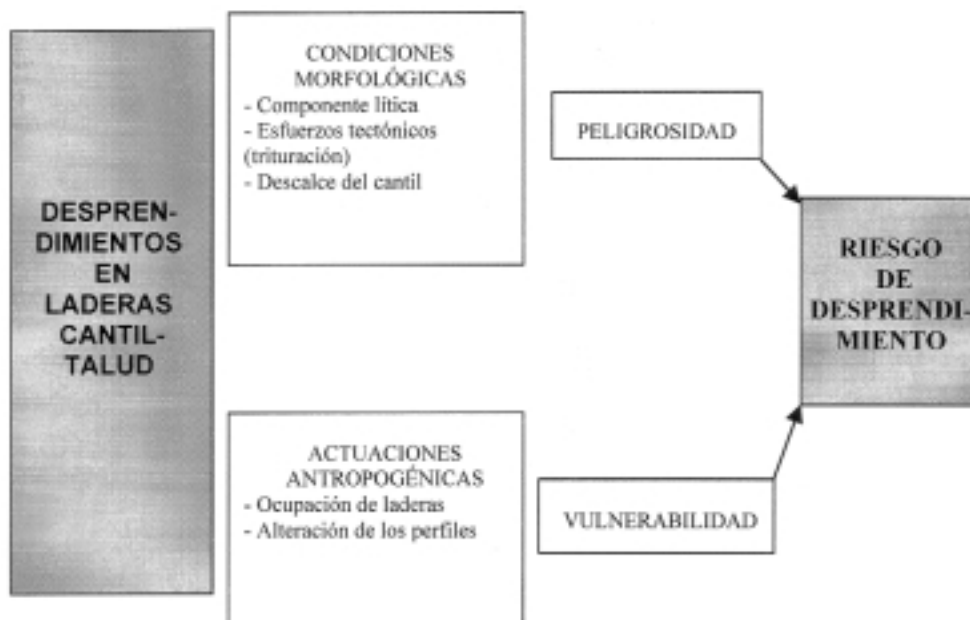 DESPREN-
DIMIENTOS
EN
LADERAS
CANTIL-
TALUD
CONDICIONES
MORFOLÓGICAS
- Componente lítica
- Esfuerzos tectónicos
(trituración)
- Descalce del cantil
PELIGROSIDAD
RIESGO
DE
DESPRENDI-
MIENTO
ACTUACIONES
ANTROPOGÉNICAS
- Ocupación de laderas
- Alteración de los perfiles
VULNERABILIDAD